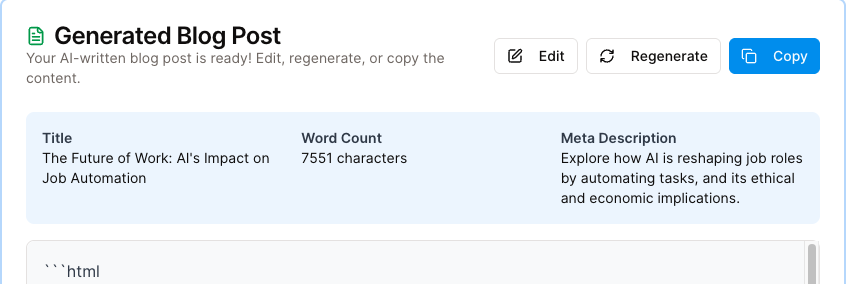 Generated Blog Post
Your AI-written blog post is ready! Edit, regenerate, or copy the
content.
Edit
Regenerate
Copy
Title
The Future of Work: AI's Impact on
Job Automation
Word Count
7551 characters
Meta Description
Explore how AI is reshaping job roles
by automating tasks, and its ethical
and economic implications.
```html